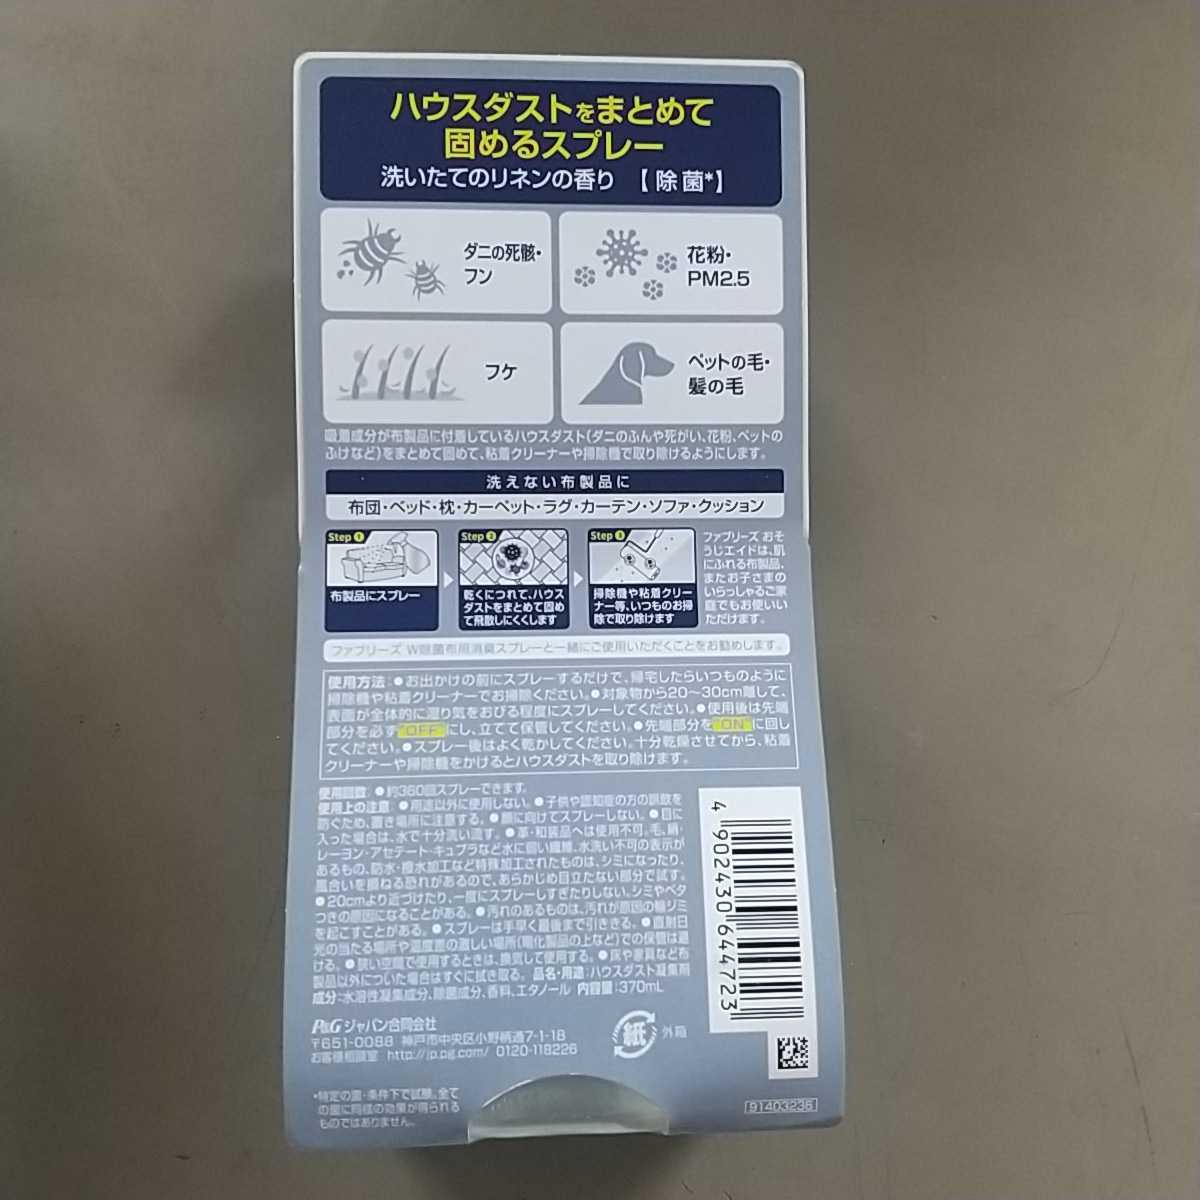 ハウスダストをまとめて
固めるスプレー
洗いたてのリネンの香り 【除菌*】
ダニの死骸・
フン
花粉・
PM2.5
フケ
ペットの毛・
髪の毛
吸着成分が布製品に付着しているハウスダスト(ダニのふんや死がい、花粉、ペットの
ふけなど)をまとめて固めて、粘着クリーナーや掃除機で取り除けるようにします。
洗えない布製品に
布団・ベッド・枕・カーペット・ラグ・カーテン・ソファ・クッション
Step 1
布製品にスプレー
Step 2
乾くにつれて、ハウス
ダストをまとめて固め
て飛散しにくくします
Step 3
掃除機や粘着クリー
ナー等、いつものお掃
除で取り除けます
ファブリーズ おそ
うじエイドは、肌
にふれる布製品、
またお子さまの
いらっしゃるご家
庭でもお使いい
ただけます。
ファブリーズ W除菌布用消臭スプレーと一緒にご使用いただくことをお勧めします。
使用方法：●お出かけの前にスプレーするだけで、帰宅したらいつものように
掃除機や粘着クリーナーでお掃除ください。●対象物から20～30cm離して、
表面が全体的に湿り気をおびる程度にスプレーしてください。●使用後は先端
部分を必ず"OFF"にし、立てて保管してください。●先端部分を"ON"に回し
てください。●スプレー後はよく乾かしてください。十分乾燥させてから、粘着
クリーナーや掃除機をかけるとハウスダストを取り除けます。
使用回数：●約360回スプレーできます。
使用上の注意：●用途以外に使用しない。●子供や認知症の方の誤飲を
防ぐため、置き場所に注意する。●顔に向けてスプレーしない。●目に
入った場合は、水で十分洗い流す。●革・和装品へは使用不可。毛、絹・
レーヨン・アセテート・キュプラなど水に弱い繊維、水洗い不可の表示が
あるもの、防水・撥水加工など特殊加工されたものは、シミになったり、
風合いを損ねる恐れがあるので、あらかじめ目立たない部分で試す。
●20cmより近づけたり、一度にスプレーしすぎたりしない。シミやベタ
つきの原因になることがある。●汚れのあるものは、汚れが原因の輪ジミ
を起こすことがある。●スプレーは手早く最後まで引ききる。●直射日
光の当たる場所や温度差の激しい場所(電化製品の上など)での保管は避
ける。●狭い空間で使用するときは、換気して使用する。●床や家具など布
製品以外についた場合はすぐに拭き取る。 品名・用途：ハウスダスト凝集剤
成分：水溶性凝集成分、除菌成分、香料、エタノール 内容量：370mL
P&G ジャパン合同会社
〒651-0088 神戸市中央区小野柄通7-1-18
お客様相談室 http://jp.pg.com/ 0120-118226
紙
外箱
4 902430 644723
*特定の菌・条件下で試験。全て
の菌に同様の効果が得られる
ものではありません。
91403236